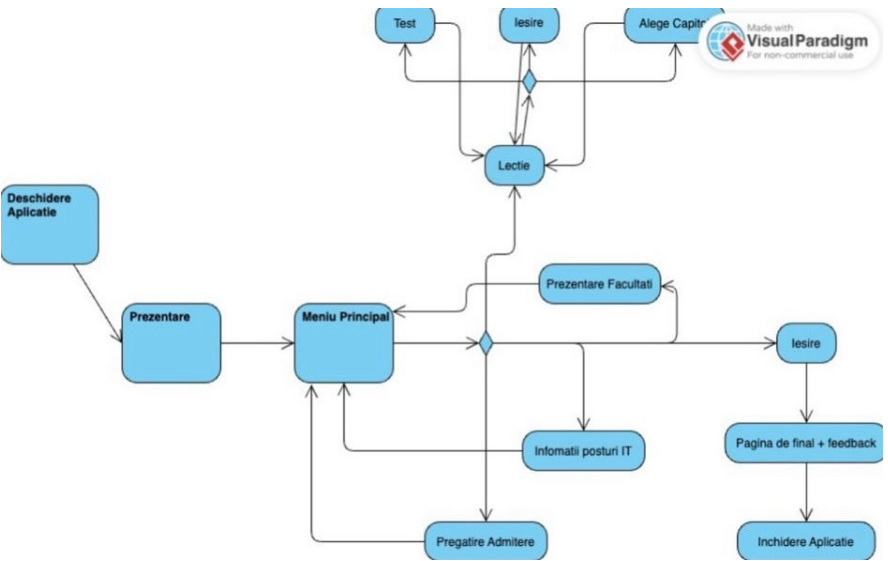 Test
Iesire
Alege Capitol
Made with
Visual Paradigm
For non-commercial use
Lectie
Deschidere
Aplicatie
Prezentare Facultati
Prezentare
Meniu Principal
Iesire
Infomatii posturi IT
Pagina de final + feedback
Pregatire Admitere
Inchidere Aplicatie